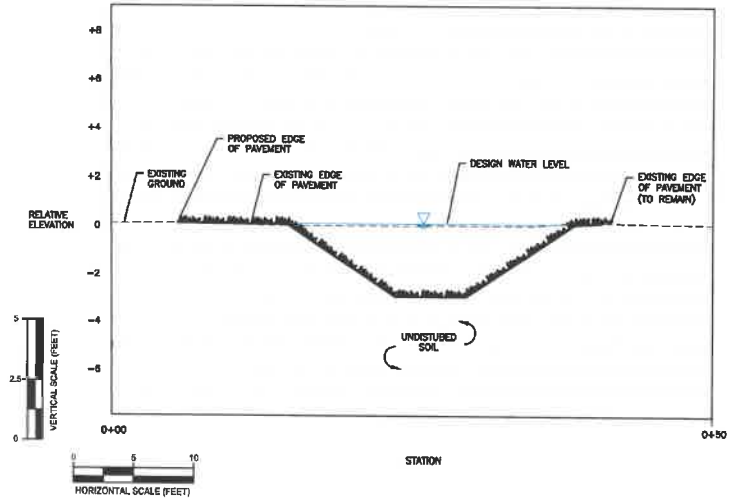 +8
+6
+4
+2
0
-2
-4
-6
RELATIVE
ELEVATION
EXISTING
GROUND
PROPOSED EDGE
OF PAVEMENT
EXISTING EDGE
OF PAVEMENT
DESIGN WATER LEVEL
EXISTING EDGE
OF PAVEMENT
(TO REMAIN)
UNDISTUBED
SOIL
5
2.5
0
VERTICAL SCALE (FEET)
0+00
0+50
STATION
0
5
10
HORIZONTAL SCALE (FEET)